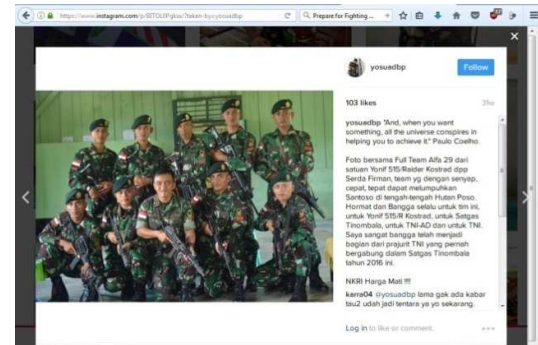 https://www.instagram.com/p/
Prepare for Fighting ...
yosuadbp
Follow
103 likes
yosuadbp "And, when you want
something, all the universe conspires in
helping you to achieve it." Paulo Coelho.
Foto bersama Full Team Alfa 29 dari
satuan Yonif 515/Raider Kostrad dpp
Serda Firman, team yg dengan senyap,
cepat, tepat dapat melumpuhkan
Santoso di tengah-tengah Hutan Poso.
Hormat dan Bangga selalu untuk tim ini,
untuk Yonif 515/R Kostrad, untuk Satgas
Tinombala, untuk TNI-AD dan untuk TNI.
Saya sangat bangga telah menjadi
bagian dari prajurit TNI yang pernah
bergabung dalam Satgas Tinombala
tahun 2016 ini.
NKRI Harga Mati !!!
karra04 @yosuadbp lama gak ada kabar
tau2 udah jadi tentara ya yo sekarang.
Log in to like or comment.